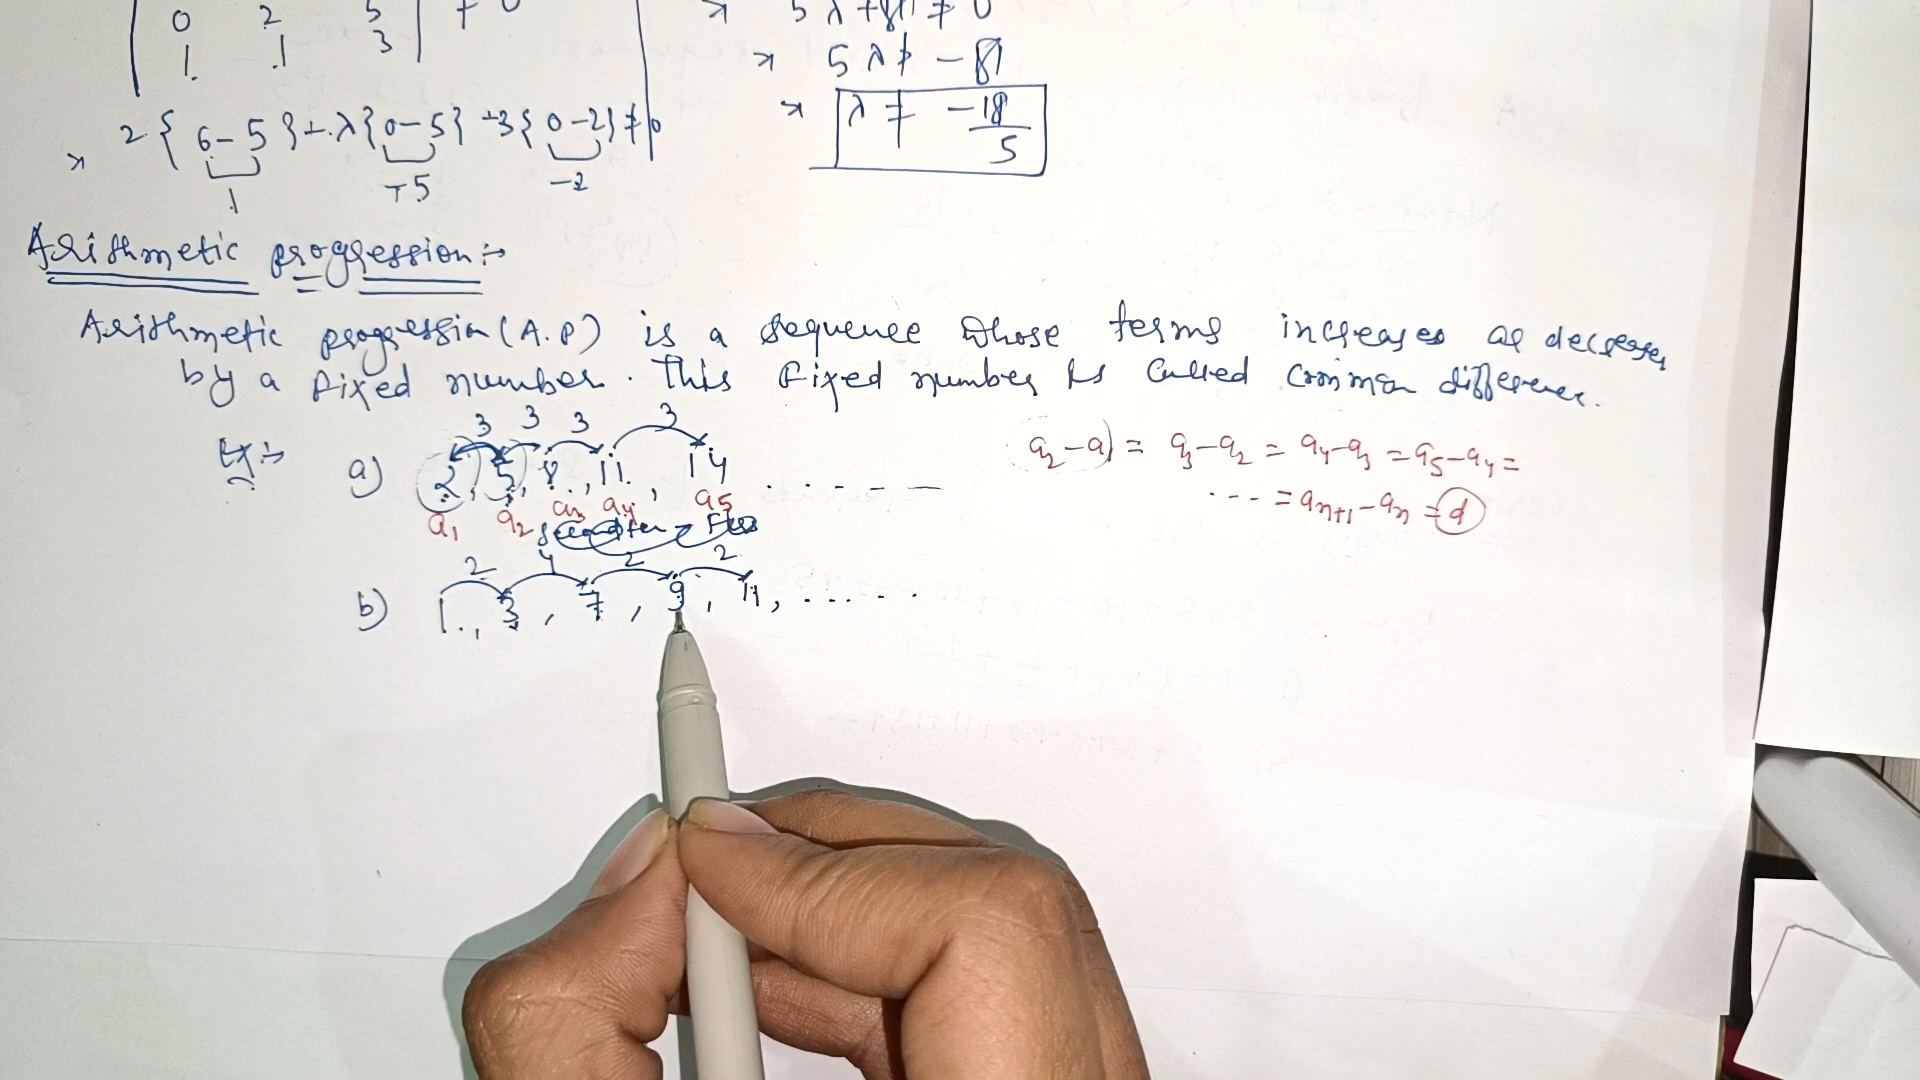 0 2 5 | ≠ 0
1 1 3
2 { 6-5 } + λ { 0-5 } +3 { 0-2 } ≠ 0
1 +5 -2
5λ ≠
λ ≠ -18/5
Arithmetic progression :-
Arithmetic progression (A.P) is a sequence whose terms increases or decreases
by a fixed number. This fixed number is called common difference.
3 3 3 3
Ex :- a) 2, 5, 8, 11, 14 . . . . .
a1 a2 a3 a4 a5
a2-a1 = a3-a2 = a4-a3 = a5-a4 =
... = an+1 - an = d
2 4 2 2
b) 1, 3, 7, 9, 11, . . . . .